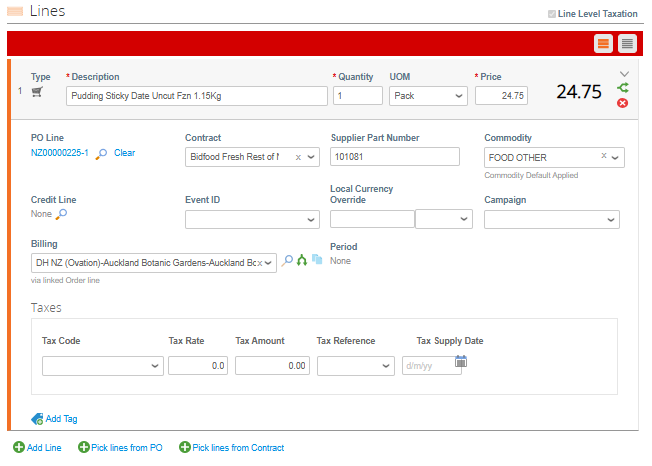 Lines
Line Level Taxation
Type * Description * Quantity UOM * Price
1 Pudding Sticky Date Uncut Fzn 1.15Kg 1 Pack 24.75 24.75
PO Line Contract Supplier Part Number Commodity
NZ00000225-1 Clear Bidfood Fresh Rest of x 101081 FOOD OTHER x
Commodity Default Applied
Credit Line Event ID Local Currency Override Campaign
None
Billing Period
DH NZ (Ovation)-Auckland Botanic Gardens-Auckland Bo x None
via linked Order line
Taxes
Tax Code Tax Rate Tax Amount Tax Reference Tax Supply Date
0.0 0.00 d/m/yy
Add Tag
Add Line Pick lines from PO Pick lines from Contract